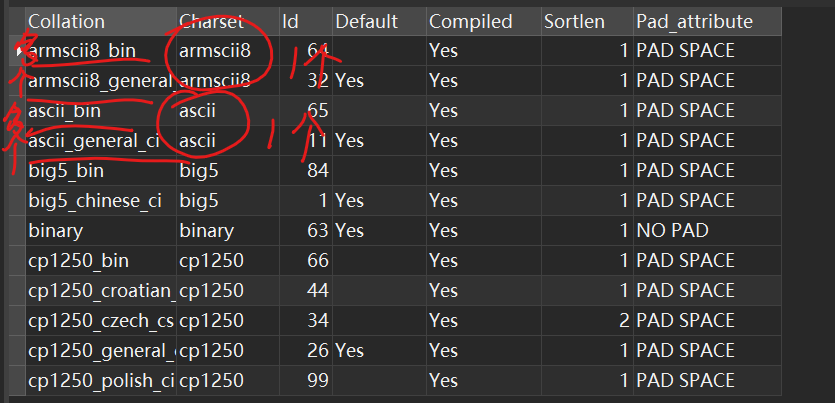 Collation Charset Id Default Compiled Sortlen Pad_attribute
armscii8_bin armscii8 64 Yes 1 PAD SPACE
armscii8_general_ armscii8 32 Yes Yes 1 PAD SPACE
ascii_bin ascii 65 Yes 1 PAD SPACE
ascii_general_ci ascii 11 Yes Yes 1 PAD SPACE
big5_bin big5 84 Yes 1 PAD SPACE
big5_chinese_ci big5 1 Yes Yes 1 PAD SPACE
binary binary 63 Yes Yes 1 NO PAD
cp1250_bin cp1250 66 Yes 1 PAD SPACE
cp1250_croatian_ cp1250 44 Yes 1 PAD SPACE
cp1250_czech_cs cp1250 34 Yes 2 PAD SPACE
cp1250_general_c cp1250 26 Yes Yes 1 PAD SPACE
cp1250_polish_ci cp1250 99 Yes 1 PAD SPACE
多个
1个
多个
1个